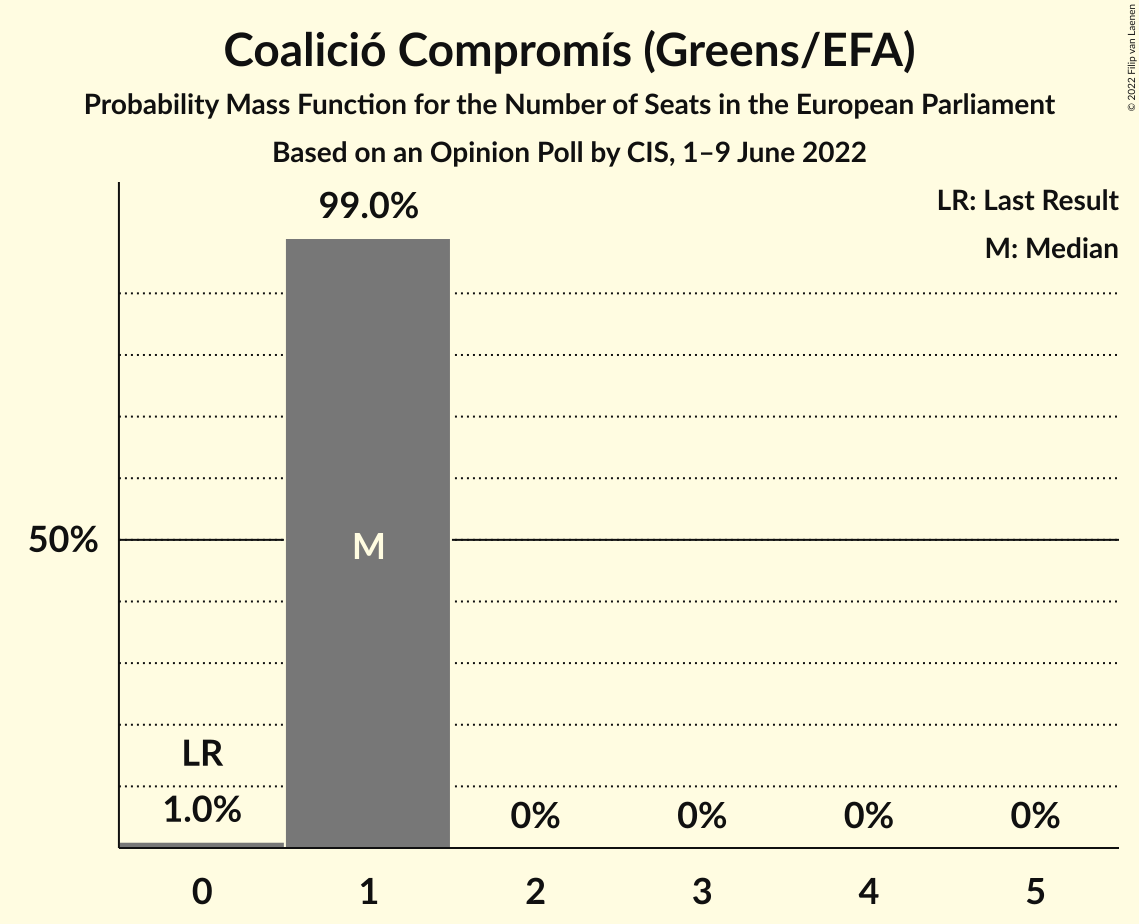 Coalició Compromís (Greens/EFA)
Probability Mass Function for the Number of Seats in the European Parliament
Based on an Opinion Poll by CIS, 1–9 June 2022
© 2022 Filip van Laenen
LR: Last Result
M: Median
99.0%
50%
M
LR
1.0%
0%
0%
0%
0%
0
1
2
3
4
5